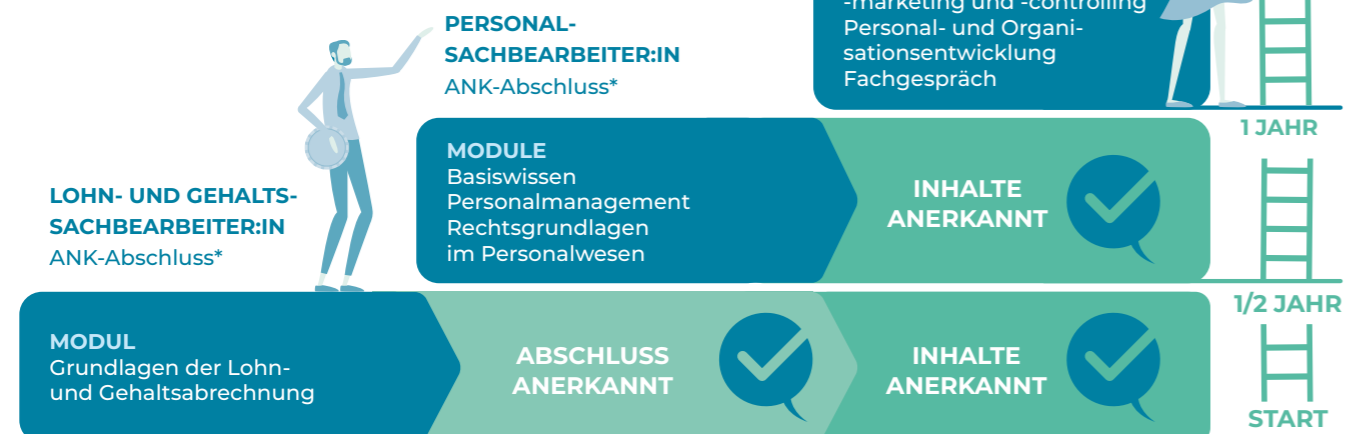 -marketing und -controlling
Personal- und Organi-
sationsentwicklung
Fachgespräch
PERSONAL-
SACHBEARBEITER:IN
ANK-Abschluss*
1 JAHR
MODULE
Basiswissen
Personalmanagement
Rechtsgrundlagen
im Personalwesen
INHALTE
ANERKANNT
LOHN- UND GEHALTS-
SACHBEARBEITER:IN
ANK-Abschluss*
1/2 JAHR
MODUL
Grundlagen der Lohn-
und Gehaltsabrechnung
ABSCHLUSS
ANERKANNT
INHALTE
ANERKANNT
START